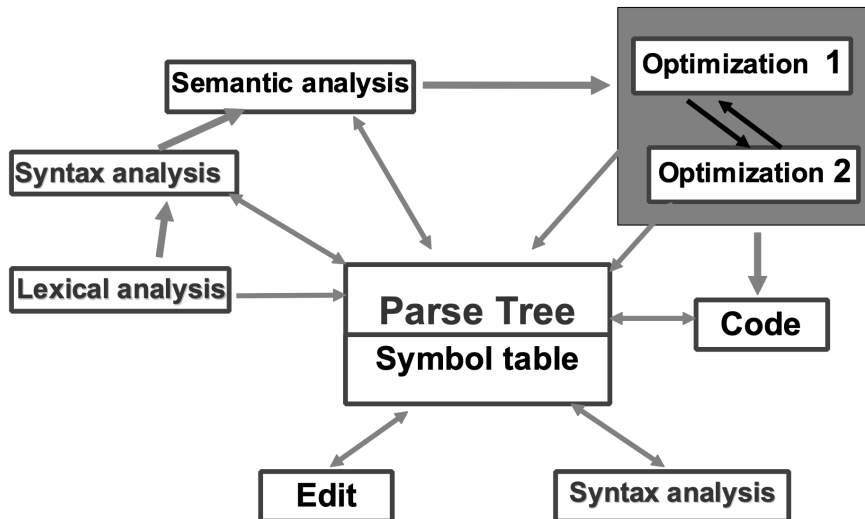 Optimization 1
Semantic analysis
Optimization 2
Syntax analysis
Lexical analysis
Parse Tree
Code
Symbol table
Edit
Syntax analysis